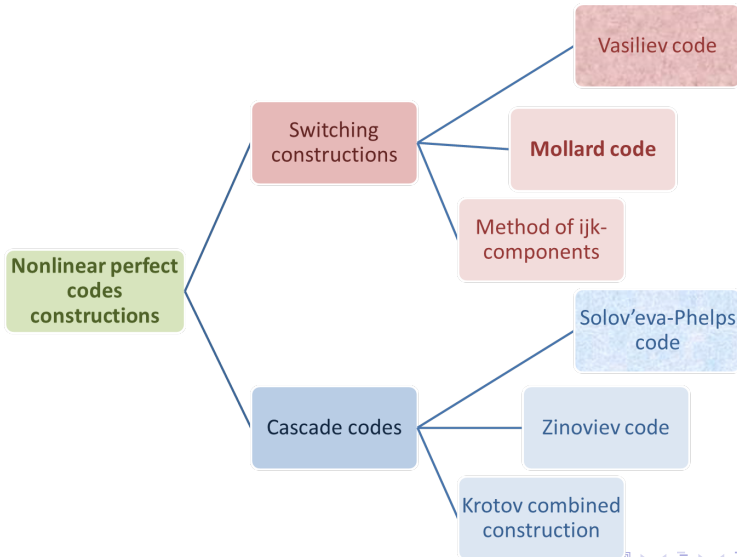 Vasiliev code
Switching
constructions
Mollard code
Method of ijk-
components
Nonlinear perfect
codes
constructions
Solov'eva-Phelps
code
Cascade codes
Zinoviev code
Krotov combined
construction